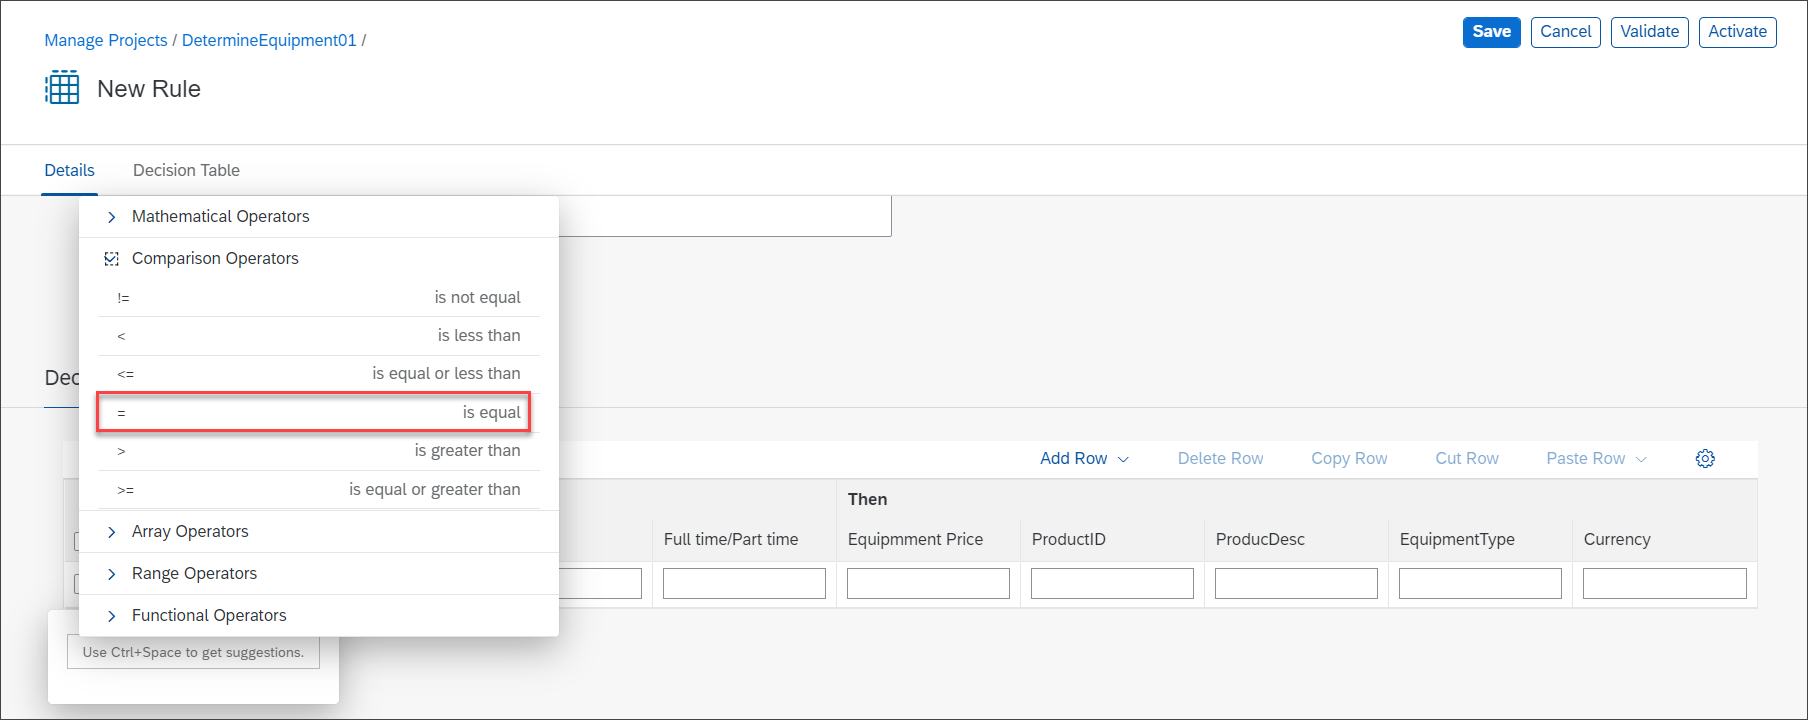 Manage Projects / DetermineEquipment01 /
Save Cancel Validate Activate
New Rule
Details Decision Table
Mathematical Operators
Comparison Operators
!= is not equal
< is less than
<= is equal or less than
Dec
= is equal
> is greater than
Add Row Delete Row Copy Row Cut Row Paste Row
>= is equal or greater than
Then
Array Operators
Full time/Part time Equipmment Price ProductID ProducDesc EquipmentType Currency
Range Operators
Functional Operators
Use Ctrl+Space to get suggestions.